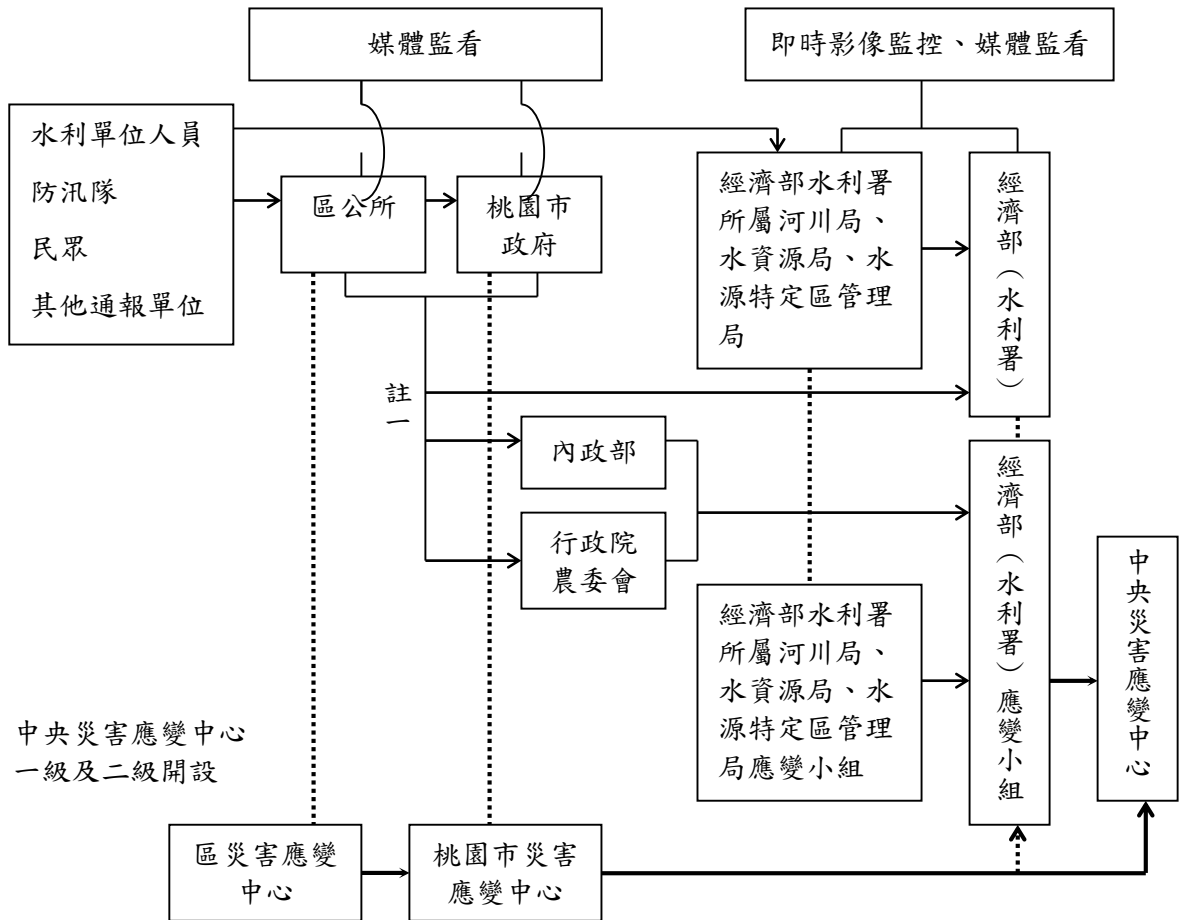 媒體監看
即時影像監控、媒體監看
水利單位人員
防汛隊
民眾
其他通報單位
區公所
桃園市
政府
經濟部水利署
所屬河川局、
水資源局、水
源特定區管理
局
經濟部（水利署）
註一
內政部
行政院
農委會
經濟部水利署
所屬河川局、
水資源局、水
源特定區管理
局應變小組
經濟部（水利署）應變小組
中央災害應變中心
中央災害應變中心
一級及二級開設
區災害應變
中心
桃園市災害
應變中心